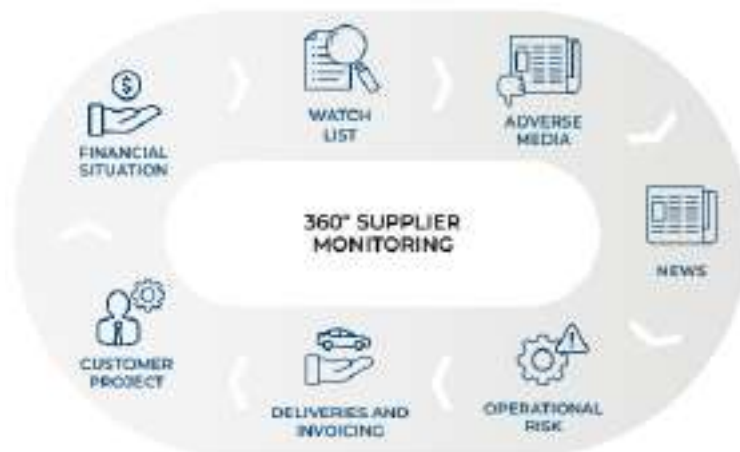 WATCH
LIST
ADVERSE
MEDIA
FINANCIAL
SITUATION
360° SUPPLIER
MONITORING
NEWS
CUSTOMER
PROJECT
DELIVERIES AND
INVOICING
OPERATIONAL
RISK